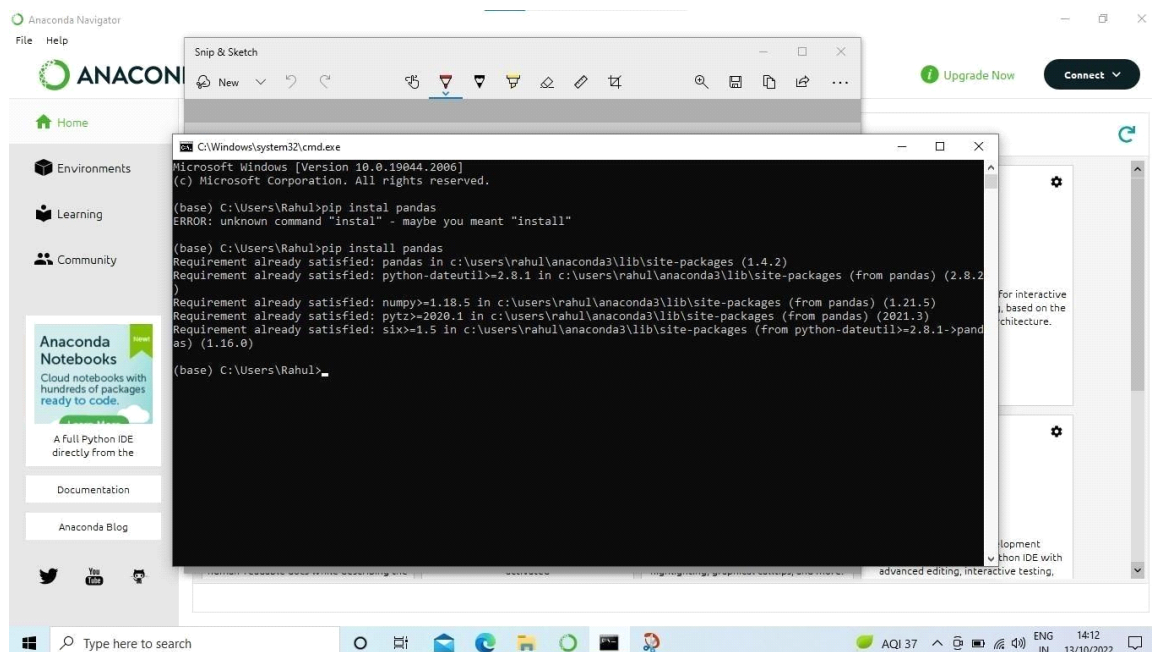 Anaconda Navigator
File Help
Snip & Sketch
ANACON
New
Upgrade Now
Connect
Home
Environments
Learning
Community
C:\Windows\system32\cmd.exe
Microsoft Windows [Version 10.0.19044.2006]
(c) Microsoft Corporation. All rights reserved.
(base) C:\Users\Rahul>pip instal pandas
ERROR: unknown command "instal" - maybe you meant "install"
(base) C:\Users\Rahul>pip install pandas
Requirement already satisfied: pandas in c:\users\rahul\anaconda3\lib\site-packages (1.4.2)
Requirement already satisfied: python-dateutil>=2.8.1 in c:\users\rahul\anaconda3\lib\site-packages (from pandas) (2.8.2
)
Requirement already satisfied: numpy>=1.18.5 in c:\users\rahul\anaconda3\lib\site-packages (from pandas) (1.21.5)
Requirement already satisfied: pytz>=2020.1 in c:\users\rahul\anaconda3\lib\site-packages (from pandas) (2021.3)
Requirement already satisfied: six>=1.5 in c:\users\rahul\anaconda3\lib\site-packages (from python-dateutil>=2.8.1->pand
as) (1.16.0)
(base) C:\Users\Rahul>
for interactive
, based on the
rchitecture.
New!
Anaconda
Notebooks
Cloud notebooks with
hundreds of packages
ready to code.
A full Python IDE
directly from the
Documentation
Anaconda Blog
You
Tube
elopment
thon IDE with
advanced editing, interactive testing,
Type here to search
AQI 37
ENG
IN
14:12
13/10/2022